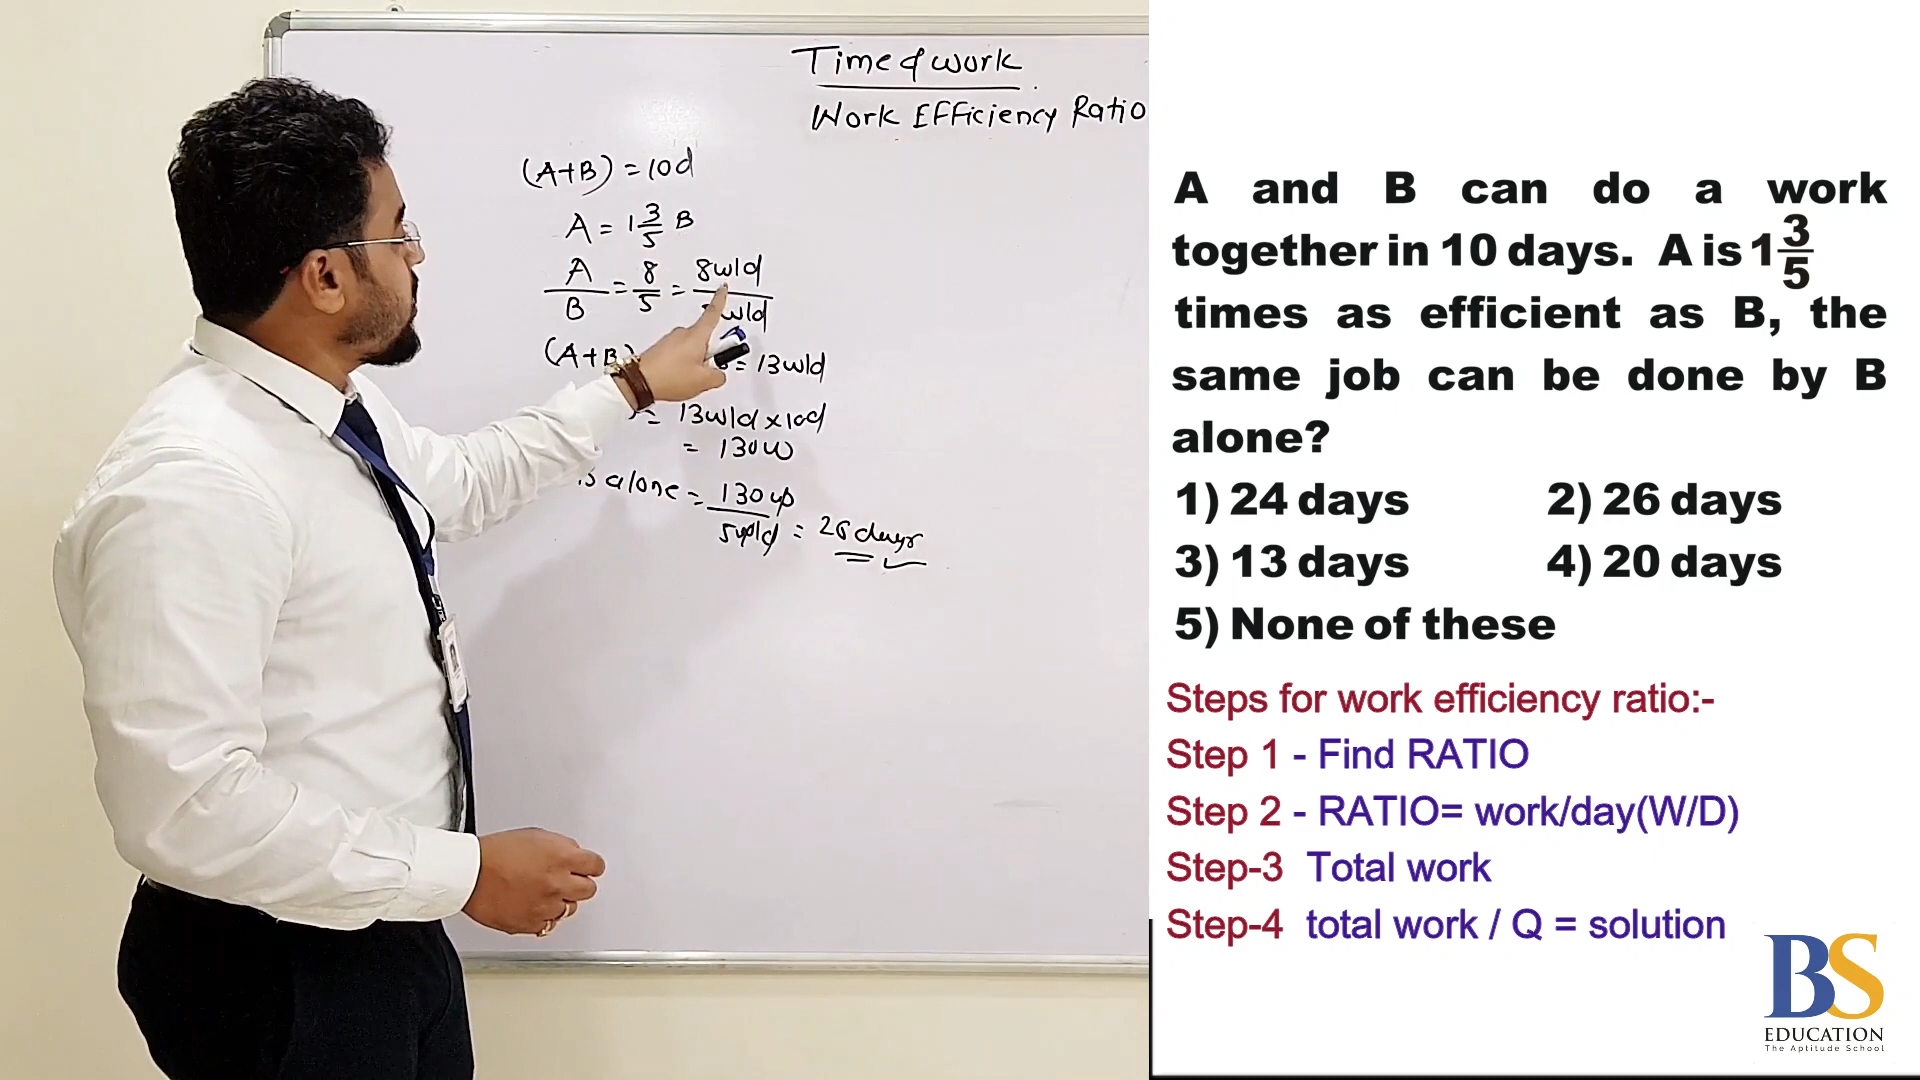 Time & work
Work Efficiency Ratio
(A+B) = 10d
A = 1 3/5 B
A/B = 8/5 = 8w/d / w/d
(A+B) = 13w/d
= 13w/d × 10d
= 130w
alone = 130w / 5w/d = 26 days
A and B can do a work
together in 10 days. A is 1 3/5
times as efficient as B, the
same job can be done by B
alone?
1) 24 days 2) 26 days
3) 13 days 4) 20 days
5) None of these
Steps for work efficiency ratio:-
Step 1 - Find RATIO
Step 2 - RATIO= work/day(W/D)
Step-3 Total work
Step-4 total work / Q = solution
BS
EDUCATION
The Aptitude School